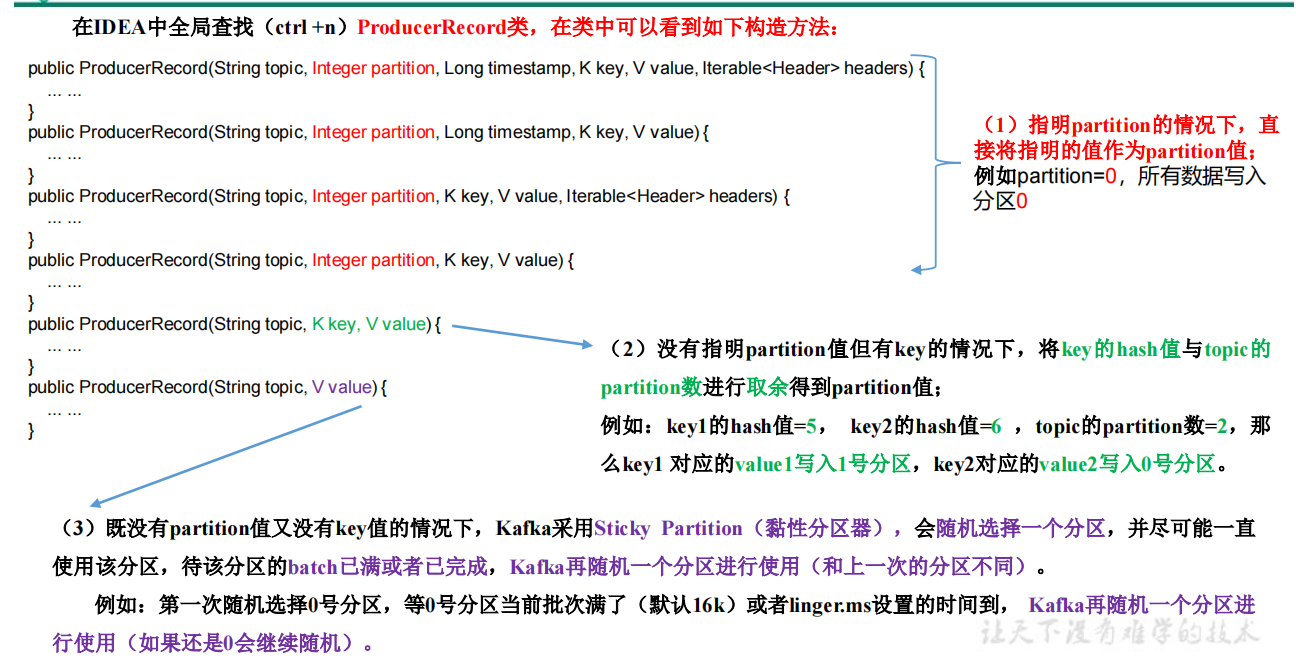 在IDEA中全局查找（ctrl +n）ProducerRecord类，在类中可以看到如下构造方法：
public ProducerRecord(String topic, Integer partition, Long timestamp, K key, V value, Iterable<Header> headers) {
... ...
}
public ProducerRecord(String topic, Integer partition, Long timestamp, K key, V value) {
... ...
}
public ProducerRecord(String topic, Integer partition, K key, V value, Iterable<Header> headers) {
... ...
}
public ProducerRecord(String topic, Integer partition, K key, V value) {
... ...
}
public ProducerRecord(String topic, K key, V value) {
... ...
}
public ProducerRecord(String topic, V value) {
... ...
}
（1）指明partition的情况下，直
接将指明的值作为partition值；
例如partition=0，所有数据写入
分区0
（2）没有指明partition值但有key的情况下，将key的hash值与topic的
partition数进行取余得到partition值；
例如：key1的hash值=5， key2的hash值=6 ，topic的partition数=2，那
么key1 对应的value1写入1号分区，key2对应的value2写入0号分区。
（3）既没有partition值又没有key值的情况下，Kafka采用Sticky Partition（黏性分区器），会随机选择一个分区，并尽可能一直
使用该分区，待该分区的batch已满或者已完成，Kafka再随机一个分区进行使用（和上一次的分区不同）。
例如：第一次随机选择0号分区，等0号分区当前批次满了（默认16k）或者linger.ms设置的时间到， Kafka再随机一个分区进
行使用（如果还是0会继续随机）。
让天下没有难学的技术